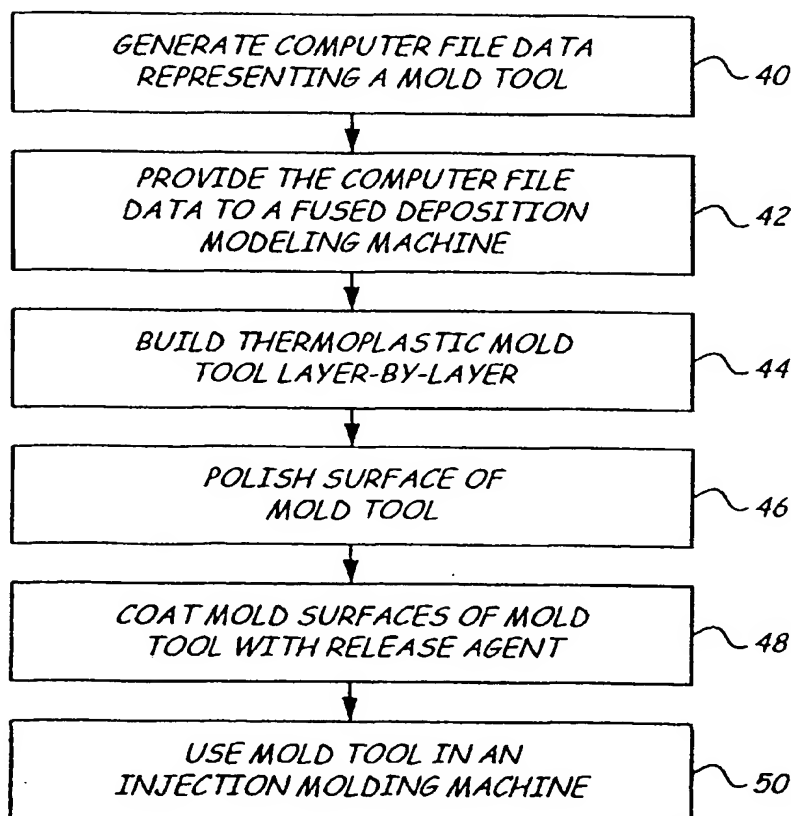 GENERATE COMPUTER FILE DATA
REPRESENTING A MOLD TOOL
40
PROVIDE THE COMPUTER FILE
DATA TO A FUSED DEPOSITION
MODELING MACHINE
42
BUILD THERMOPLASTIC MOLD
TOOL LAYER-BY-LAYER
44
POLISH SURFACE OF
MOLD TOOL
46
COAT MOLD SURFACES OF MOLD
TOOL WITH RELEASE AGENT
48
USE MOLD TOOL IN AN
INJECTION MOLDING MACHINE
50